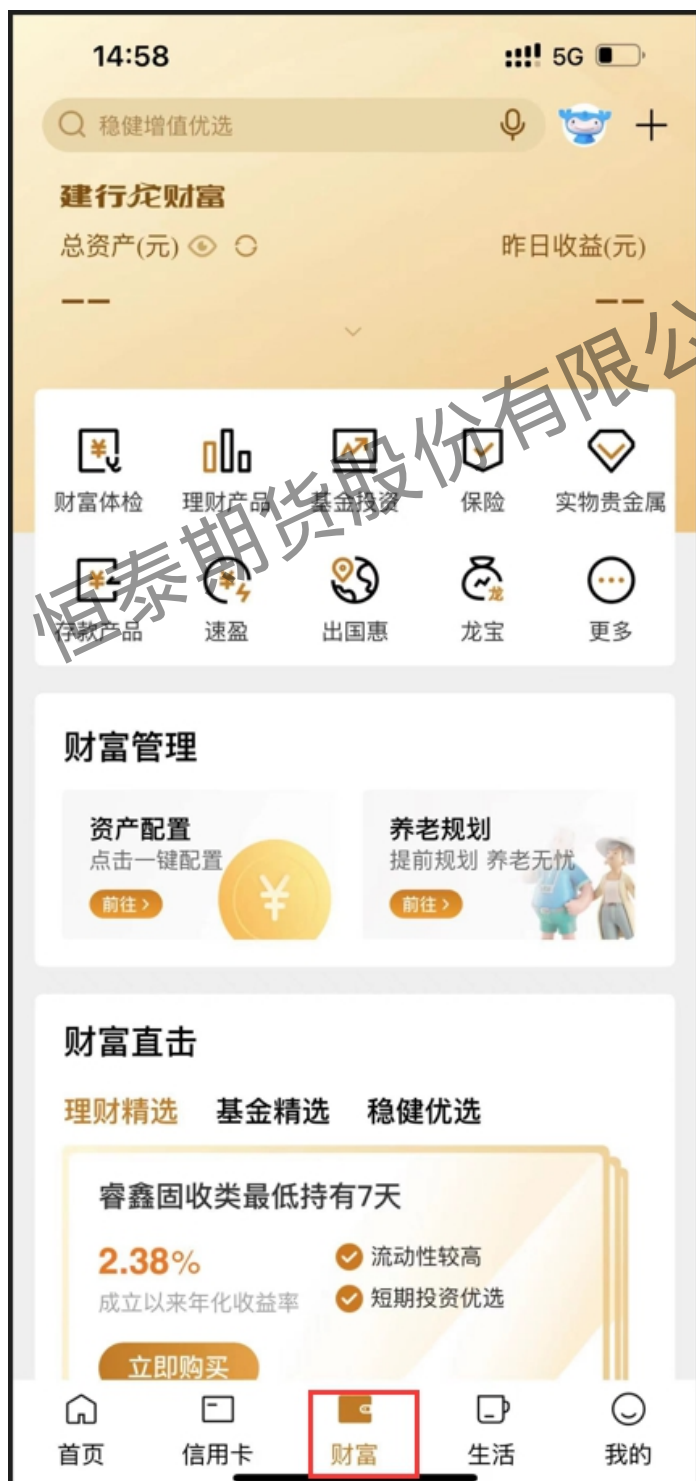 14:58 5G
稳健增值优选
建行龙财富
总资产(元) 昨日收益(元)
-- --
恒泰期货股份有限公
财富体检 理财产品 基金投资 保险 实物贵金属
存款产品 速盈 出国惠 龙宝 更多
财富管理
资产配置 养老规划
点击一键配置 提前规划 养老无忧
前往> 前往>
财富直击
理财精选 基金精选 稳健优选
睿鑫固收类最低持有7天
2.38% 流动性较高
成立以来年化收益率 短期投资优选
立即购买
首页 信用卡 财富 生活 我的